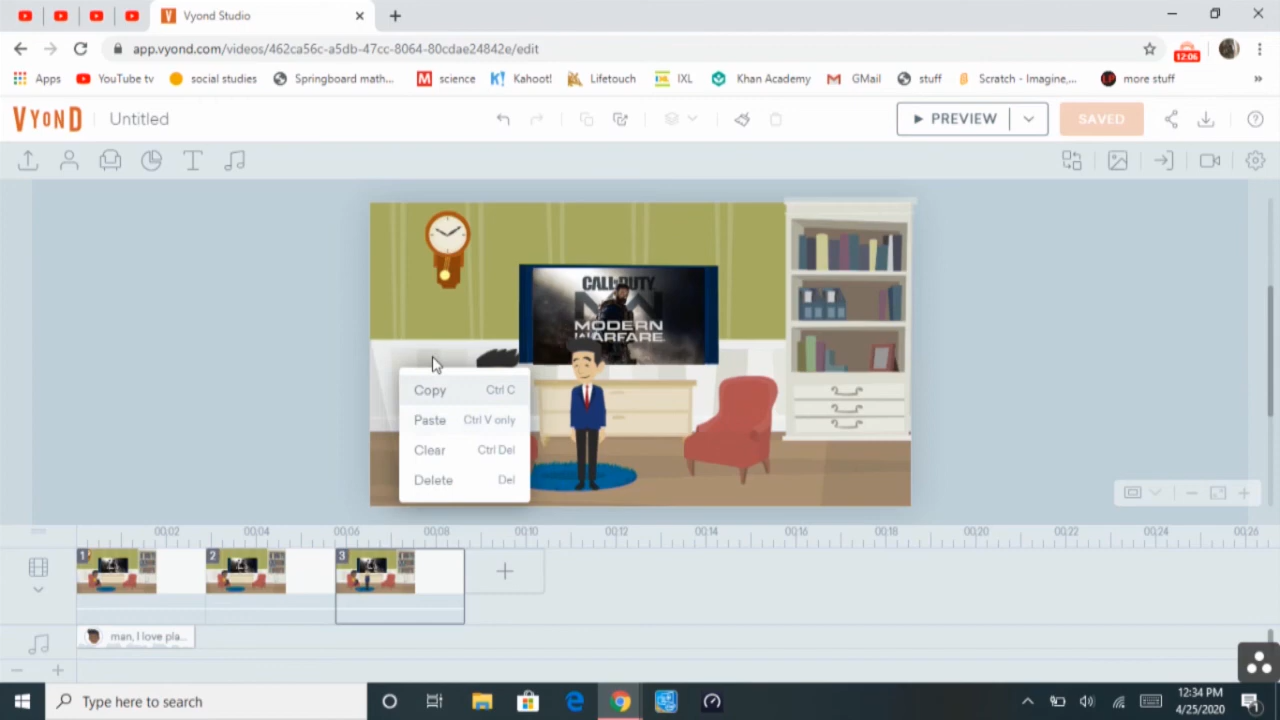 Vyond Studio
app.vyond.com/videos/462ca56c-a5db-47cc-8064-80cdae24842e/edit
12:06
Apps YouTube tv social studies Springboard math... M science K! Kahoot! Lifetouch IXL IXL Khan Academy GMail stuff Scratch - Imagine,... more stuff »
VYOND Untitled PREVIEW SAVED
CALL OF DUTY
MODERN
WARFARE
Copy Ctrl C
Paste Ctrl V only
Clear Ctrl Del
Delete Del
00:02 00:04 00:06 00:08 00:10 00:12 00:14 00:16 00:18 00:20 00:22 00:24 00:26
1 2 3
man, I love pla...
Type here to search
12:34 PM
4/25/2020
1